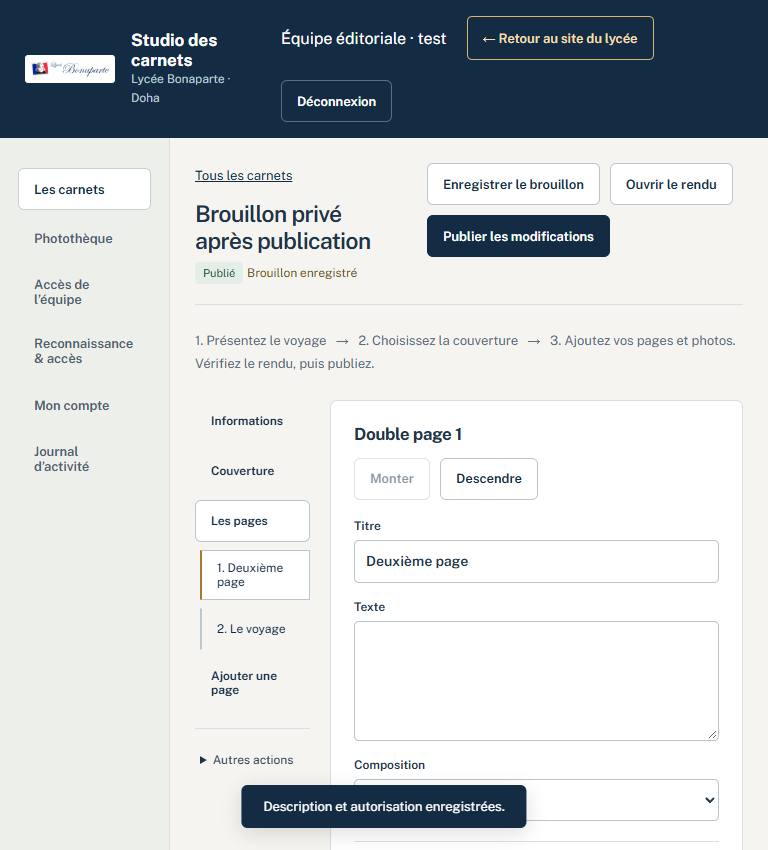 Lycée Bonaparte
Studio des
carnets
Lycée Bonaparte ·
Doha
Équipe éditoriale · test
← Retour au site du lycée
Déconnexion
Les carnets
Photothèque
Accès de
l'équipe
Reconnaissance
& accès
Mon compte
Journal
d'activité
Tous les carnets
Brouillon privé
après publication
Publié Brouillon enregistré
Enregistrer le brouillon
Ouvrir le rendu
Publier les modifications
1. Présentez le voyage → 2. Choisissez la couverture → 3. Ajoutez vos pages et photos.
Vérifiez le rendu, puis publiez.
Informations
Couverture
Les pages
1. Deuxième
page
2. Le voyage
Ajouter une
page
▶ Autres actions
Double page 1
Monter
Descendre
Titre
Deuxième page
Texte
Composition
Description et autorisation enregistrées.